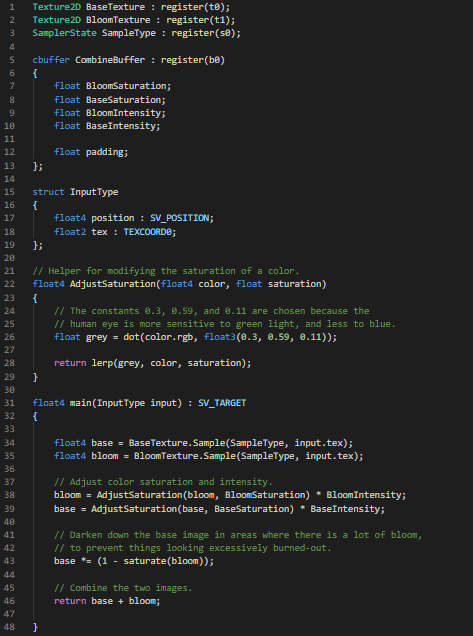 1 Texture2D BaseTexture : register(t0);
2 Texture2D BloomTexture : register(t1);
3 SamplerState SampleType : register(s0);
4
5 cbuffer CombineBuffer : register(b0)
6 {
7     float BloomSaturation;
8     float BaseSaturation;
9     float BloomIntensity;
10     float BaseIntensity;
11
12     float padding;
13 };
14
15 struct InputType
16 {
17     float4 position : SV_POSITION;
18     float2 tex : TEXCOORD0;
19 };
20
21 // Helper for modifying the saturation of a color.
22 float4 AdjustSaturation(float4 color, float saturation)
23 {
24     // The constants 0.3, 0.59, and 0.11 are chosen because the
25     // human eye is more sensitive to green light, and less to blue.
26     float grey = dot(color.rgb, float3(0.3, 0.59, 0.11));
27
28     return lerp(grey, color, saturation);
29 }
30
31 float4 main(InputType input) : SV_TARGET
32 {
33
34     float4 base = BaseTexture.Sample(SampleType, input.tex);
35     float4 bloom = BloomTexture.Sample(SampleType, input.tex);
36
37     // Adjust color saturation and intensity.
38     bloom = AdjustSaturation(bloom, BloomSaturation) * BloomIntensity;
39     base = AdjustSaturation(base, BaseSaturation) * BaseIntensity;
40
41     // Darken down the base image in areas where there is a lot of bloom,
42     // to prevent things looking excessively burned-out.
43     base *= (1 - saturate(bloom));
44
45     // Combine the two images.
46     return base + bloom;
47
48 }